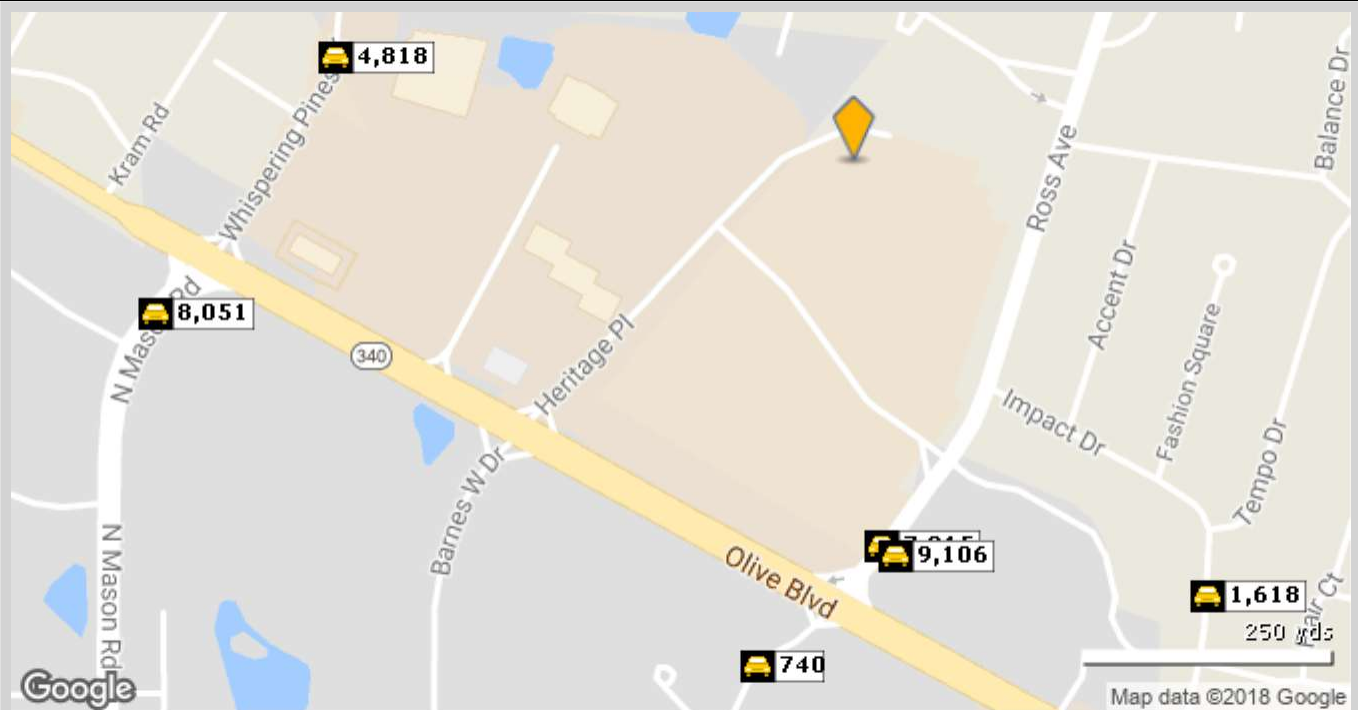 4,818
Kram Rd
Whispering Pines
Balance Dr
Ross Ave
Accent Dr
Fashion Square
8,051
N Mason Rd
340
Heritage Pl
Impact Dr
Tempo Dr
Barnes W Dr
N Mason Rd
Olive Blvd
9,106
1,618
740
250 yds
Google
Map data ©2018 Google